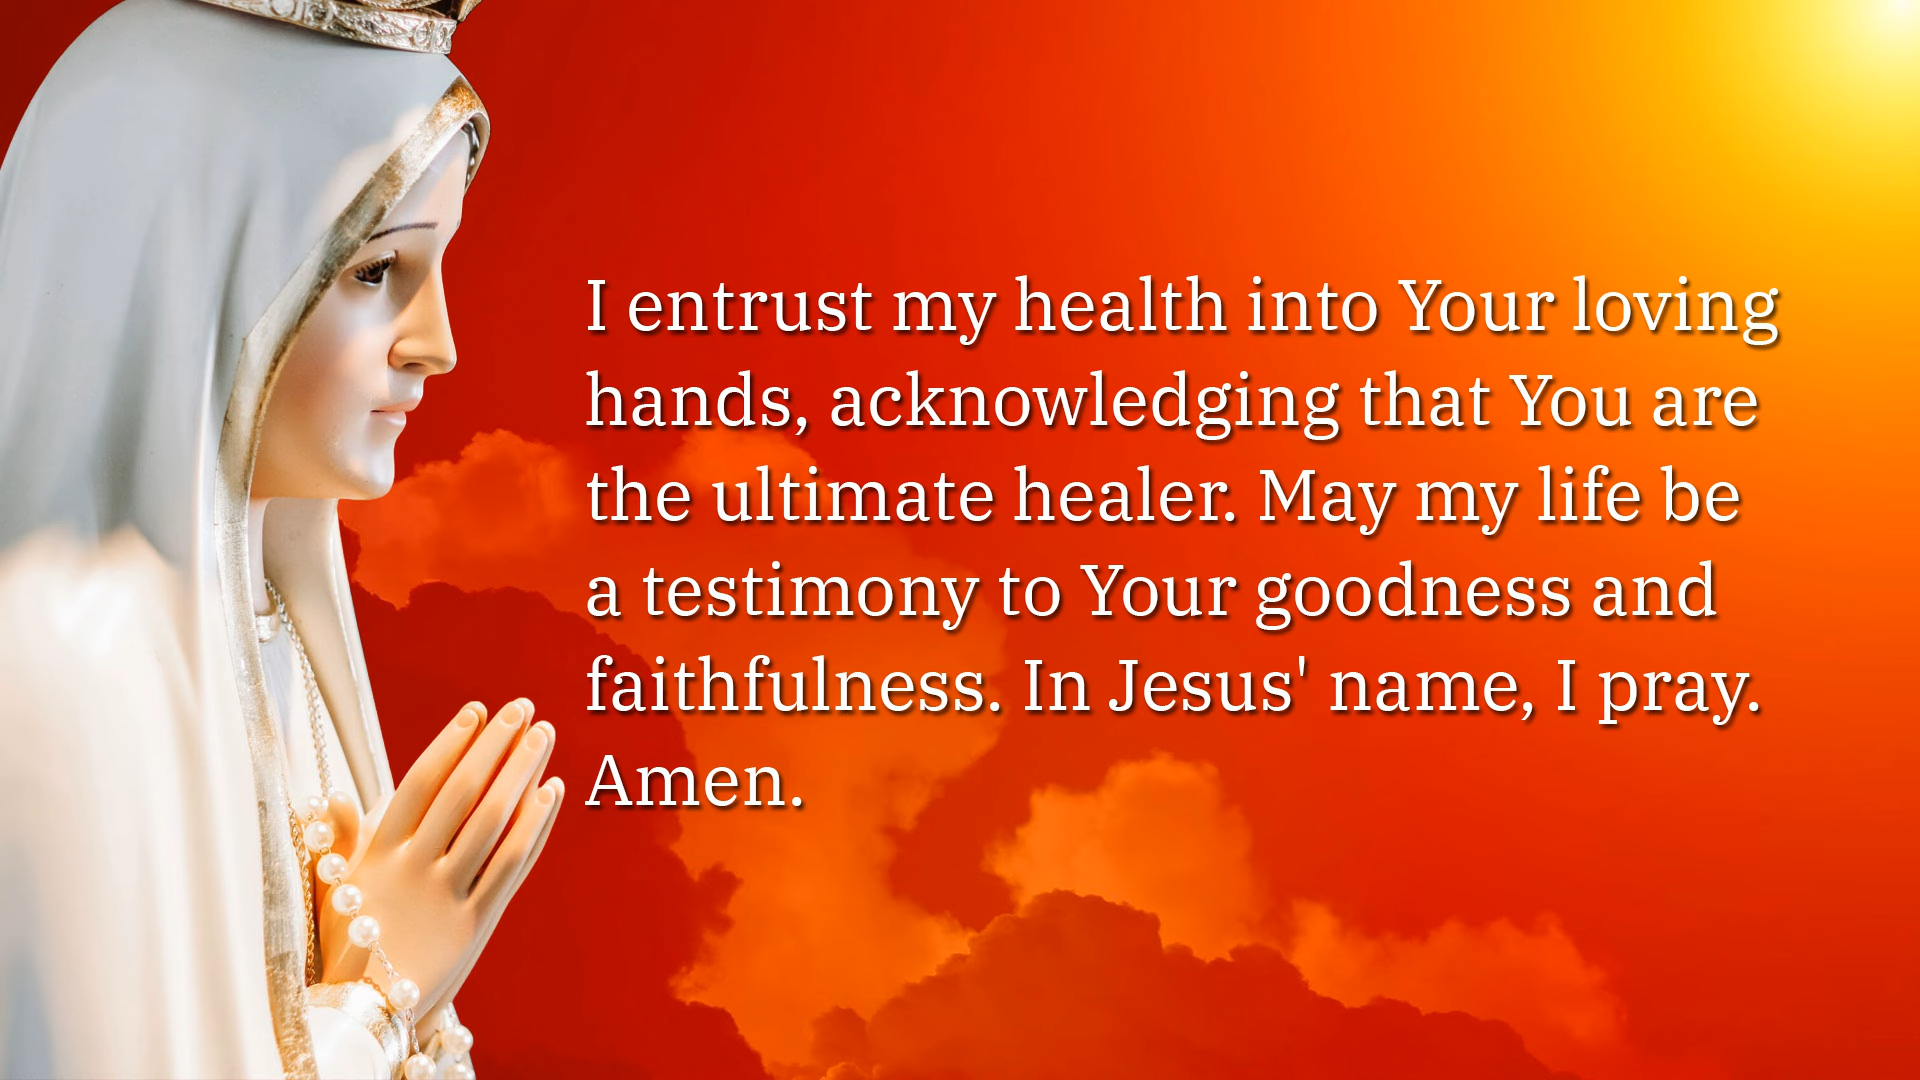 I entrust my health into Your loving
hands, acknowledging that You are
the ultimate healer. May my life be
a testimony to Your goodness and
faithfulness. In Jesus' name, I pray.
Amen.